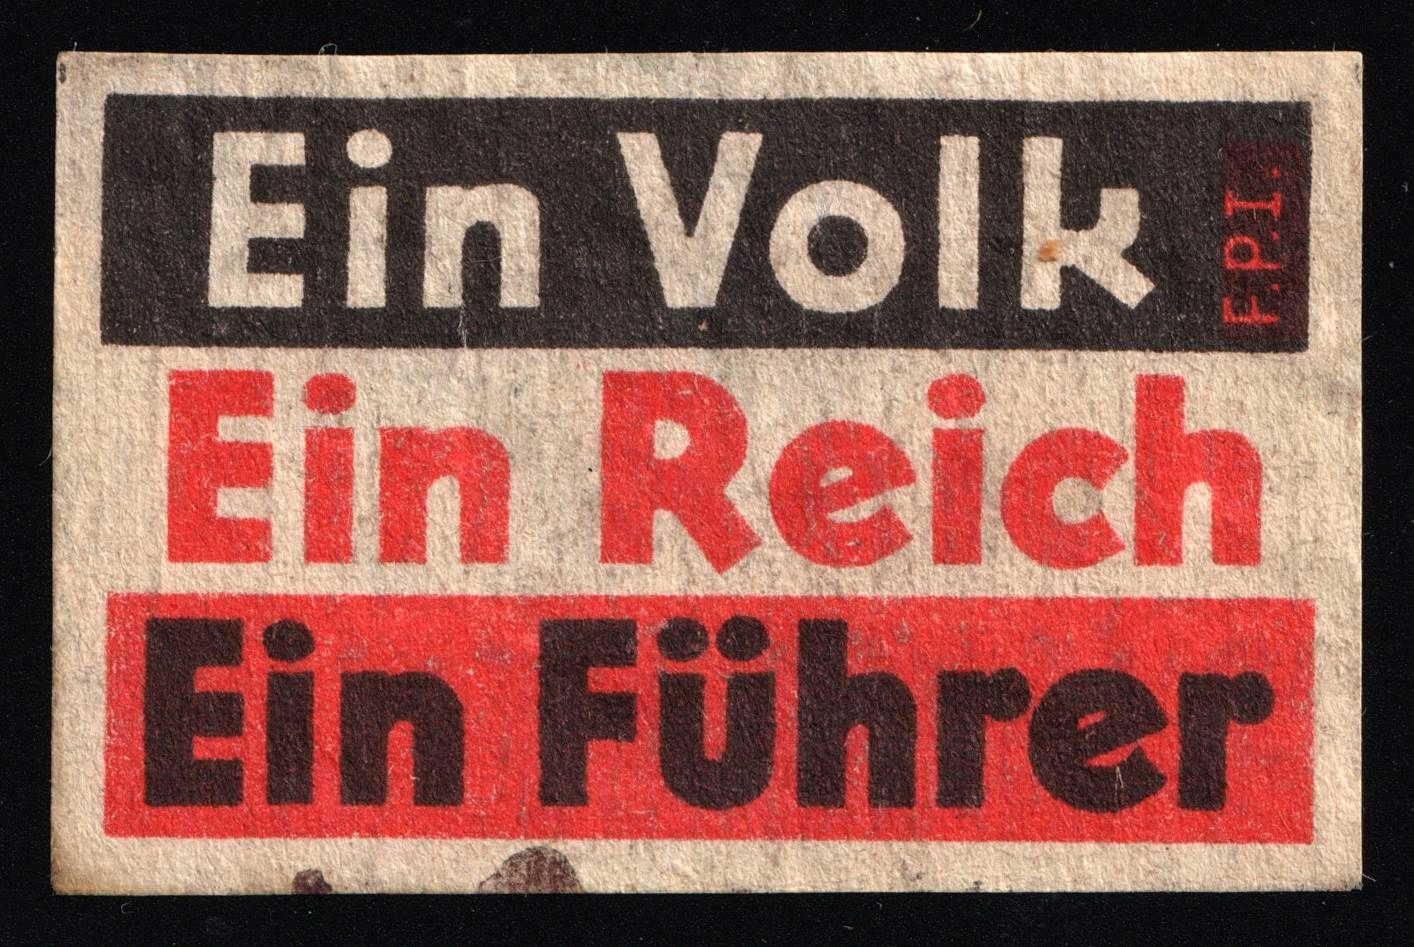 Ein Volk
F.P.I.
Ein Reich
Ein Führer